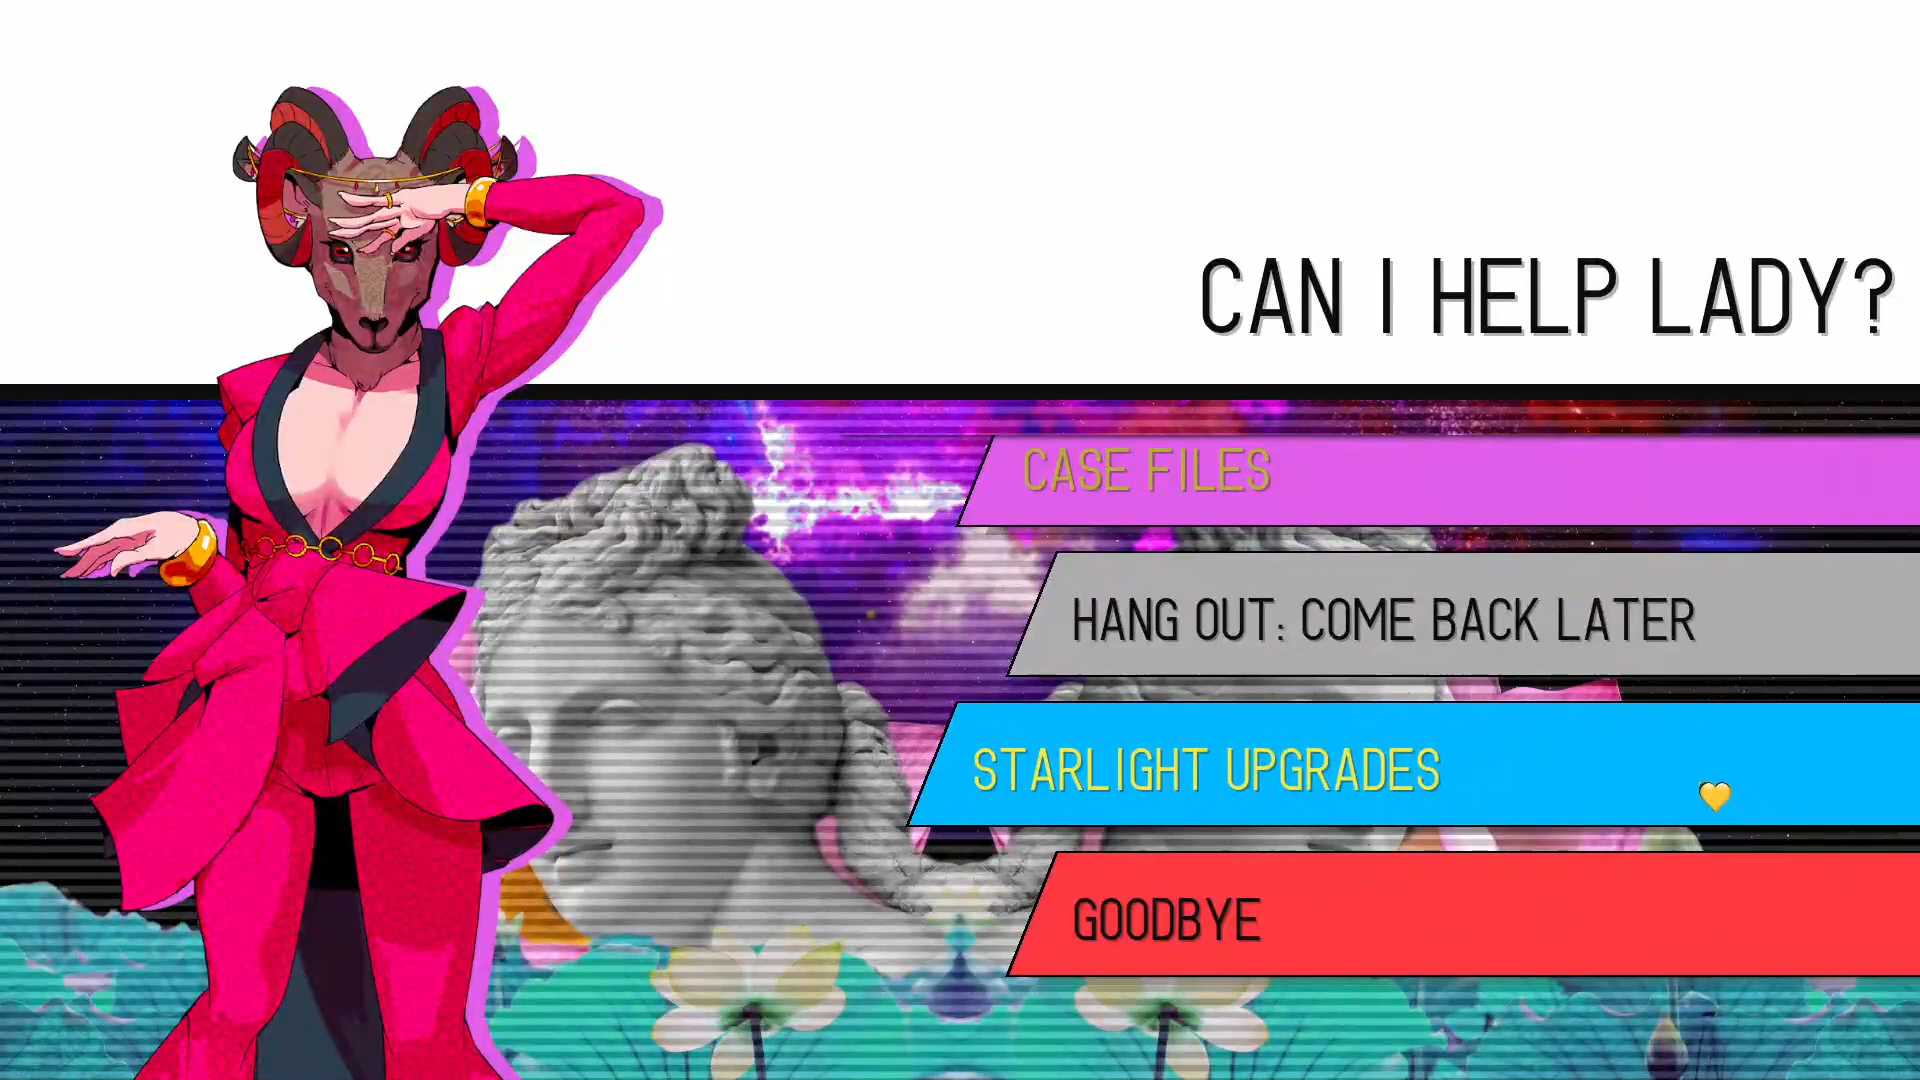 CAN I HELP LADY?
CASE FILES
HANG OUT: COME BACK LATER
STARLIGHT UPGRADES
GOODBYE